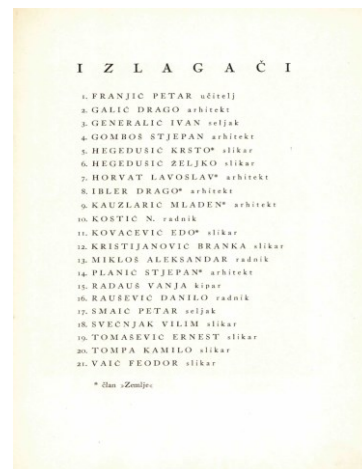 IZLAGAČI
1. FRANJIĆ PETAR učitelj
2. GALIĆ DRAGO arhitekt
3. GENERALIĆ IVAN seljak
4. GOMBOŠ STJEPAN arhitekt
5. HEGEDUŠIĆ KRSTO* slikar
6. HEGEDUŠIĆ ŽELJKO slikar
7. HORVAT LAVOSLAV* arhitekt
8. IBLER DRAGO* arhitekt
9. KAUZLARIĆ MLADEN* arhitekt
10. KOSTIĆ N. radnik
11. KOVAČEVIĆ EDO* slikar
12. KRISTIJANOVIĆ BRANKA slikar
13. MIKLOŠ ALEKSANDAR radnik
14. PLANIĆ STJEPAN* arhitekt
15. RADAUŠ VANJA kipar
16. RAUŠEVIĆ DANILO radnik
17. SMAIĆ PETAR seljak
18. SVEČNJAK VILIM slikar
19. TOMAŠEVIĆ ERNEST slikar
20. TOMPA KAMILO slikar
21. VAIĆ FEODOR slikar
* član »Zemlje«